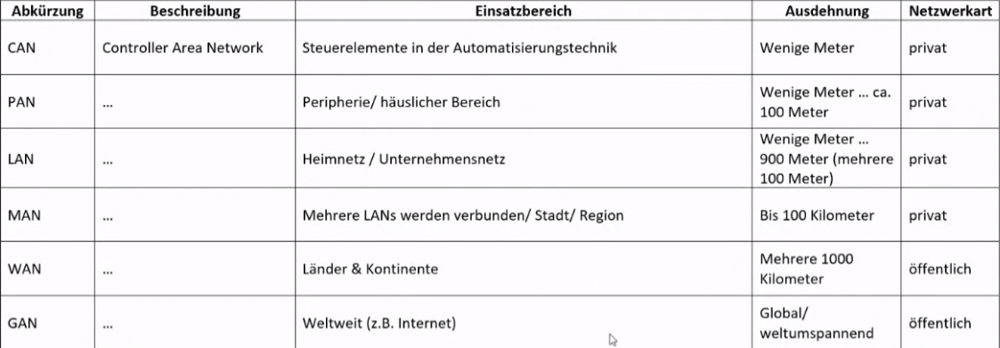 Abkürzung Beschreibung Einsatzbereich Ausdehnung Netzwerkart
CAN Controller Area Network Steuerelemente in der Automatisierungstechnik Wenige Meter privat
PAN ... Peripherie/ häuslicher Bereich Wenige Meter ... ca.
100 Meter privat
LAN ... Heimnetz / Unternehmensnetz Wenige Meter ...
900 Meter (mehrere
100 Meter) privat
MAN ... Mehrere LANs werden verbunden/ Stadt/ Region Bis 100 Kilometer privat
WAN ... Länder & Kontinente Mehrere 1000
Kilometer öffentlich
GAN ... Weltweit (z.B. Internet) Global/
weltumspannend öffentlich